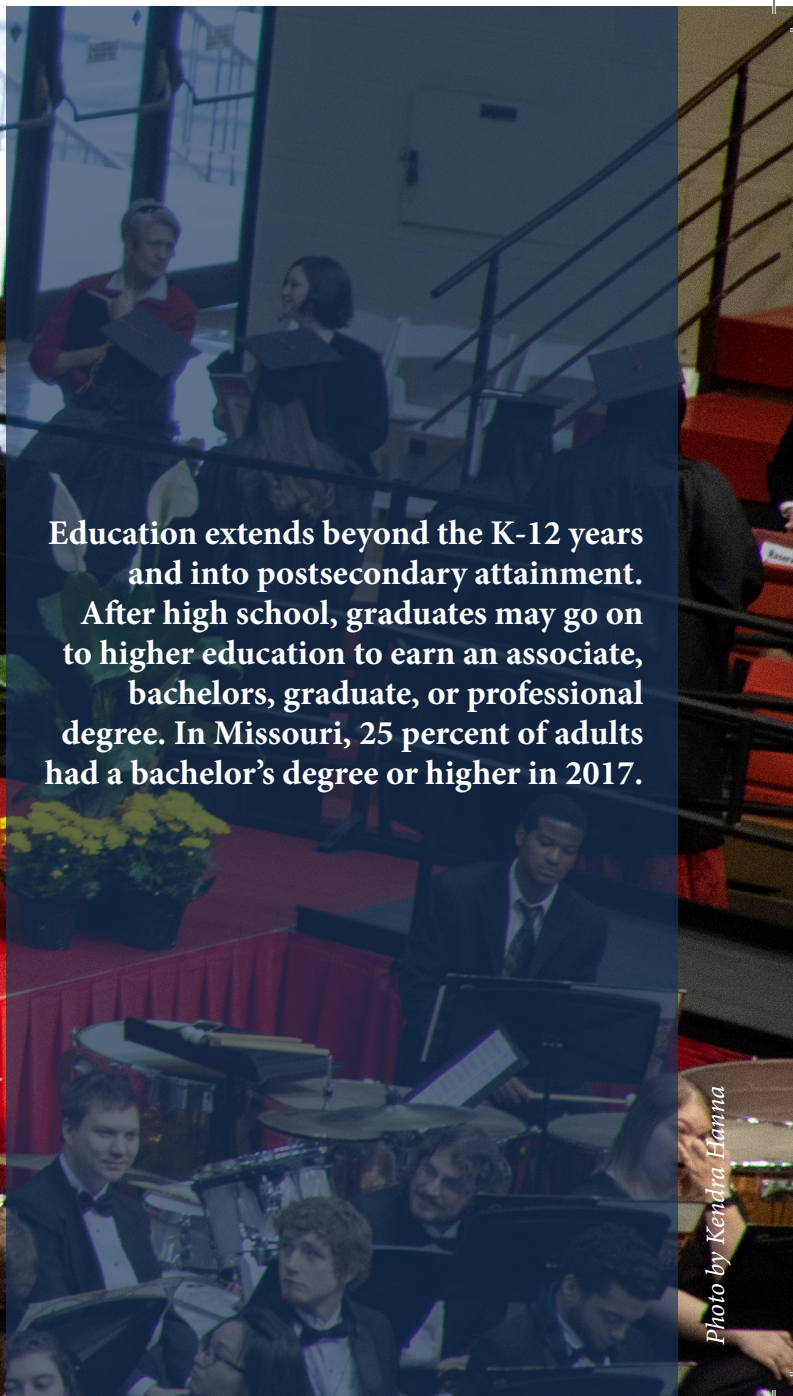 Education extends beyond the K-12 years
and into postsecondary attainment.
After high school, graduates may go on
to higher education to earn an associate,
bachelors, graduate, or professional
degree. In Missouri, 25 percent of adults
had a bachelor’s degree or higher in 2017.
Photo by Kendra Hanna